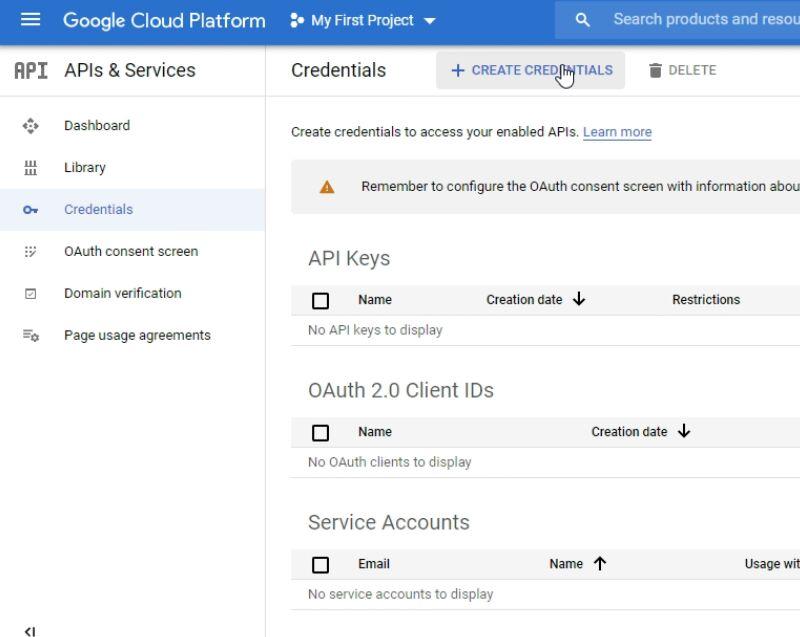 Google Cloud Platform My First Project Search products and resou
API APIs & Services Credentials + CREATE CREDENTIALS DELETE
Dashboard
Library
Credentials
OAuth consent screen
Domain verification
Page usage agreements
Create credentials to access your enabled APIs. Learn more
Remember to configure the OAuth consent screen with information abou
API Keys
Name Creation date Restrictions
No API keys to display
OAuth 2.0 Client IDs
Name Creation date
No OAuth clients to display
Service Accounts
Email Name Usage wit
No service accounts to display